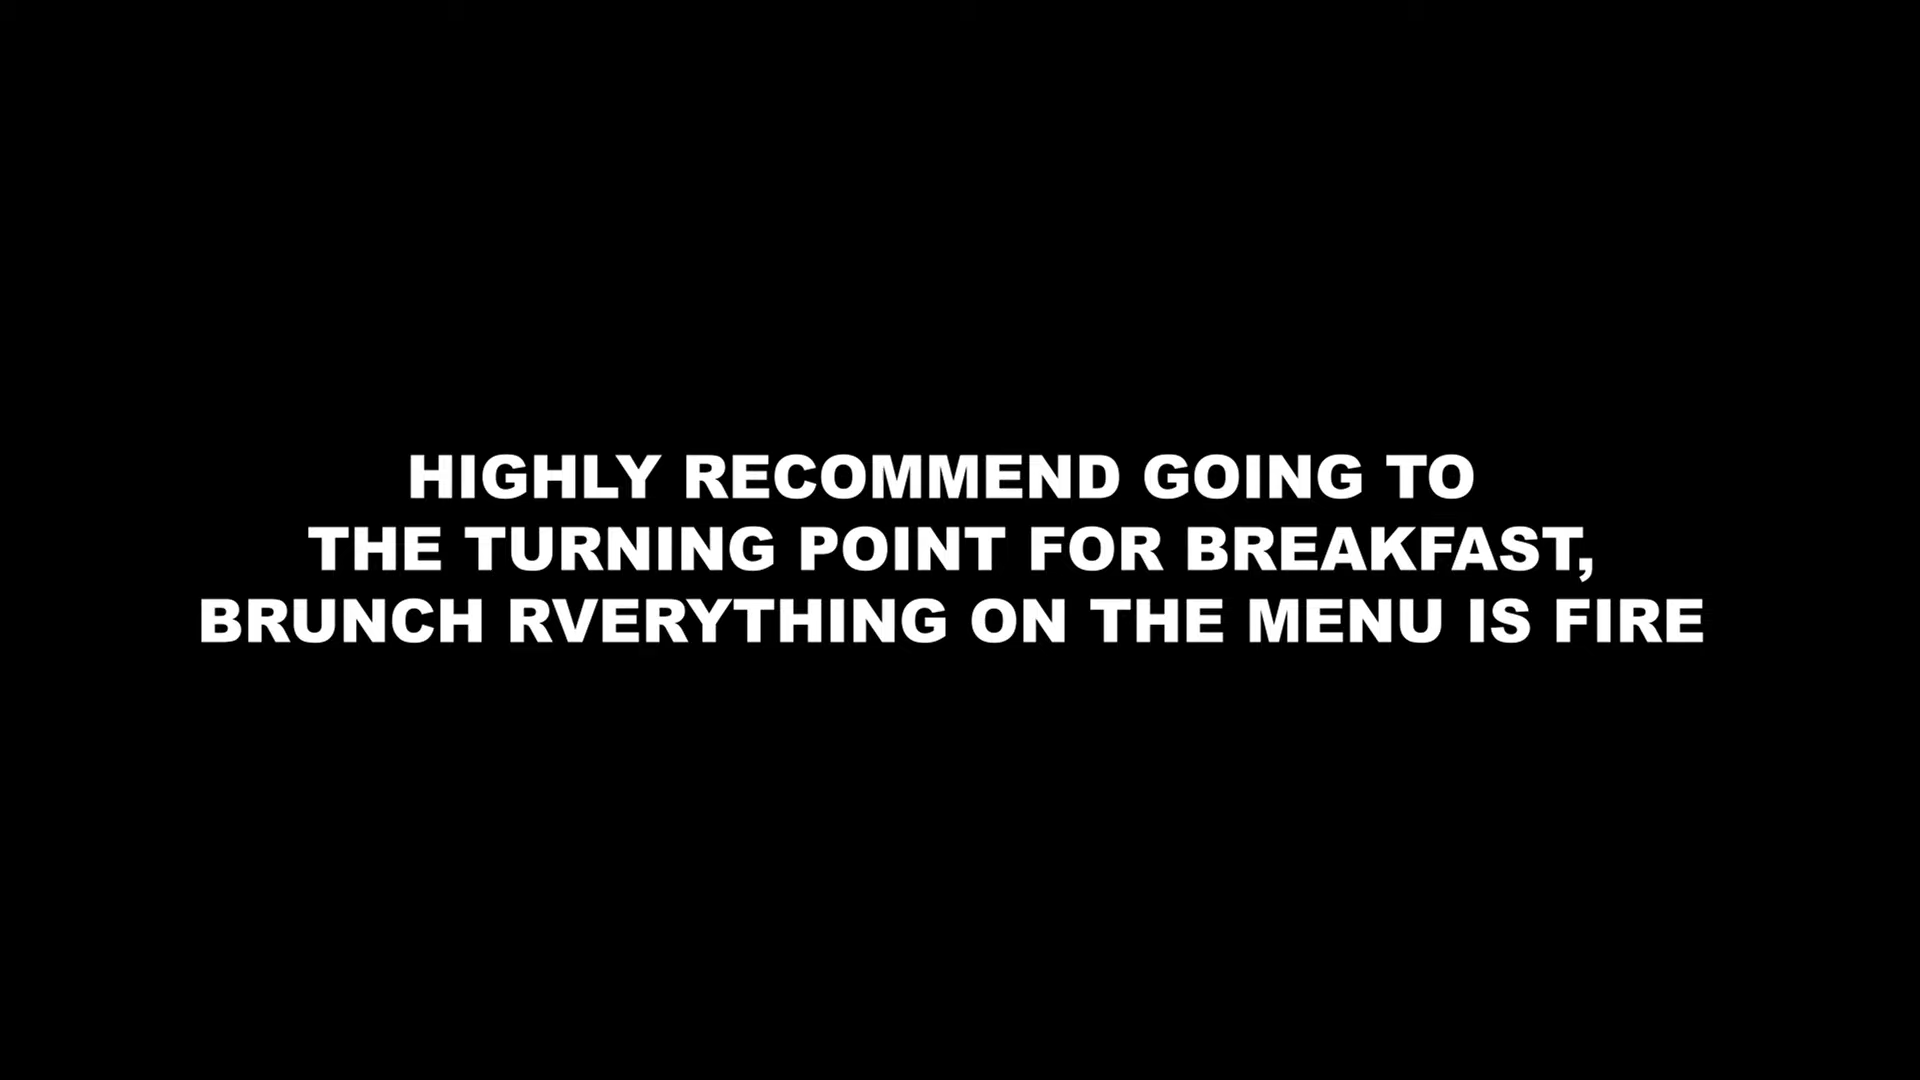 HIGHLY RECOMMEND GOING TO
THE TURNING POINT FOR BREAKFAST,
BRUNCH RVERYTHING ON THE MENU IS FIRE